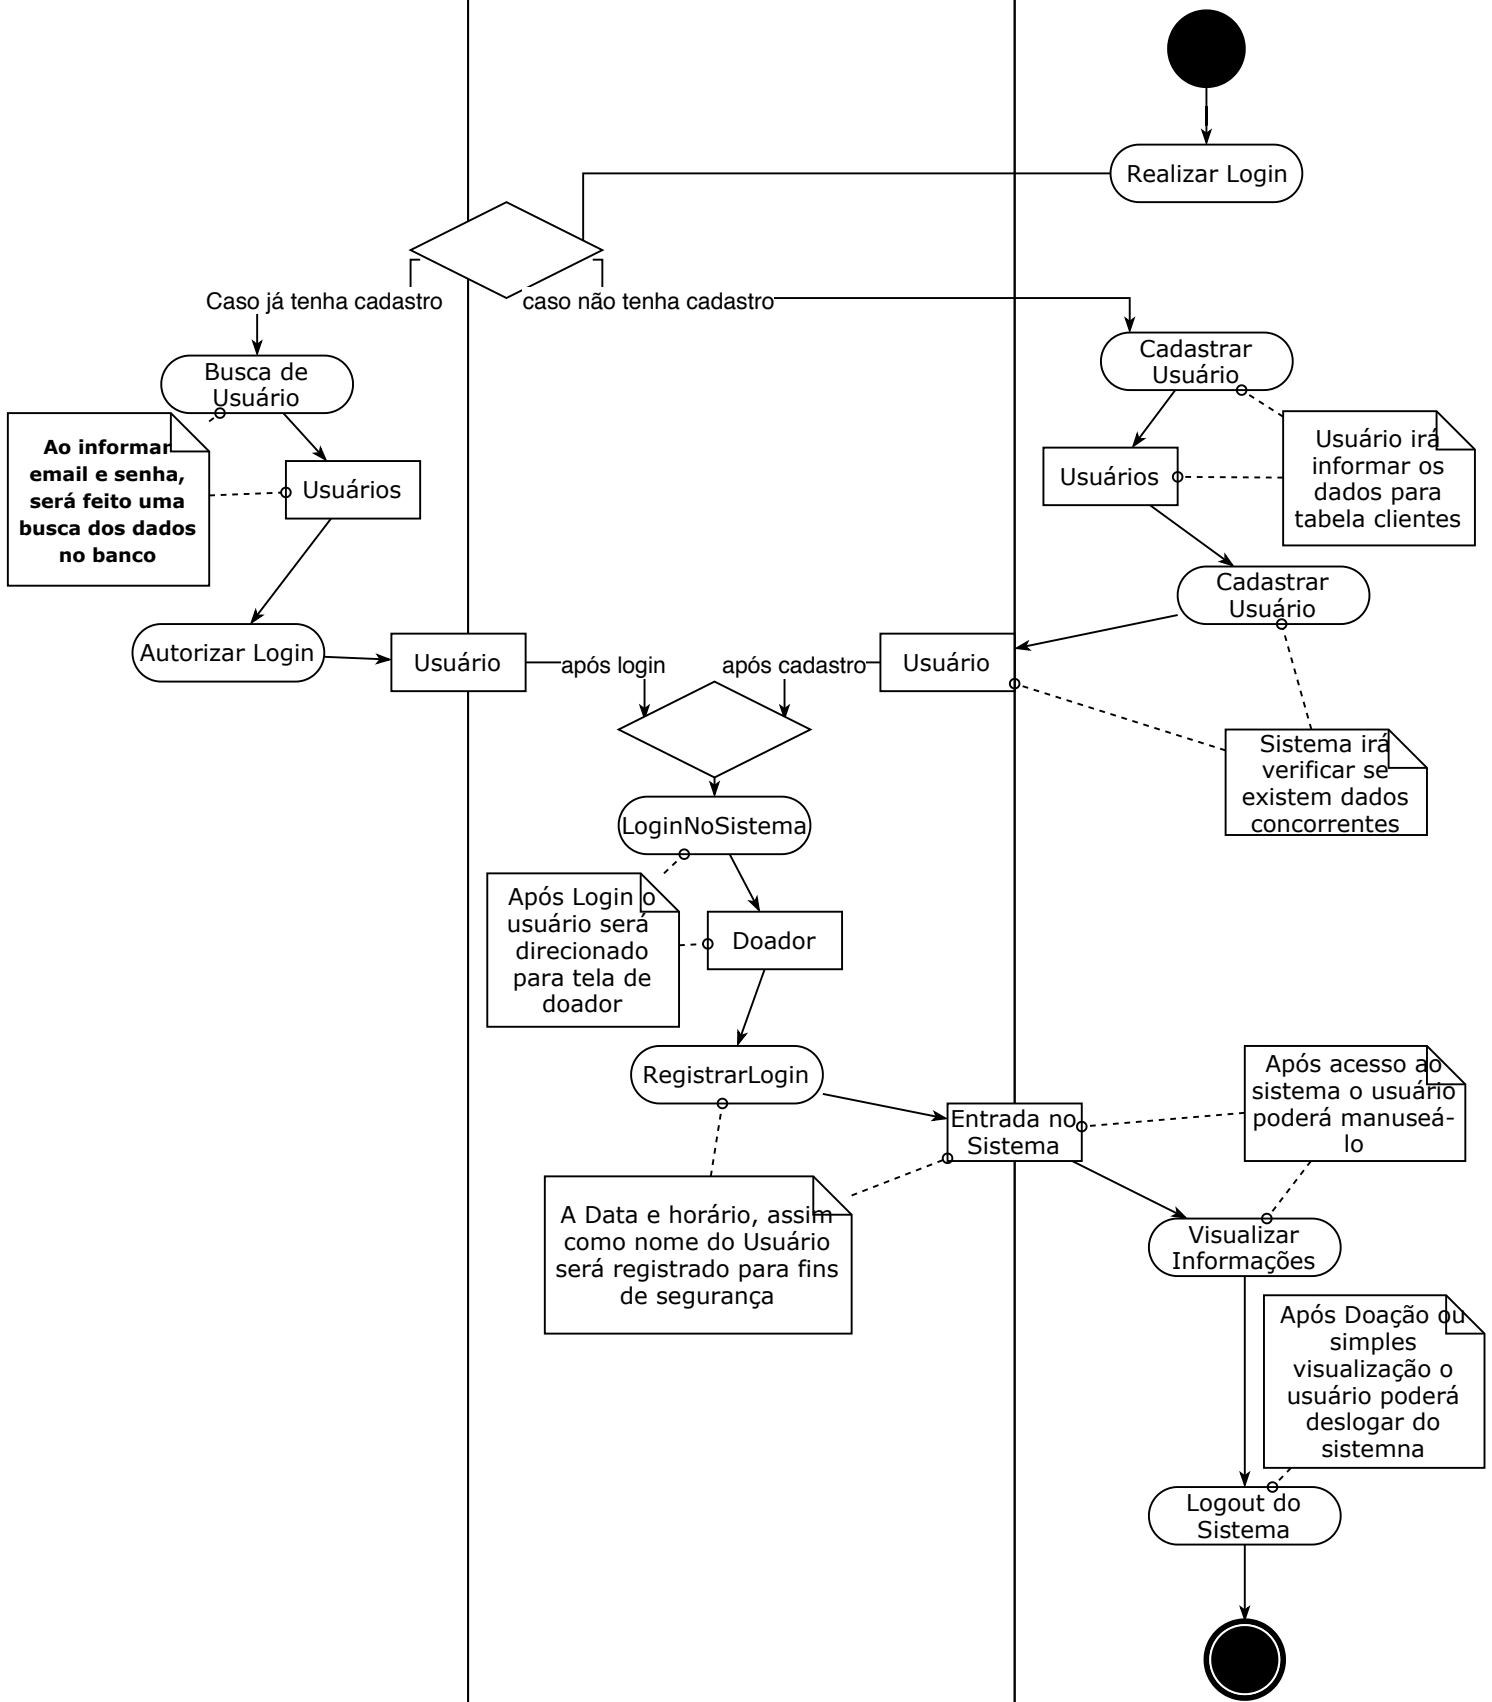 Realizar Login
Caso já tenha cadastro
caso não tenha cadastro
Cadastrar
Usuário
Busca de
Usuário
Ao informar
email e senha,
será feito uma
busca dos dados
no banco
Usuários
Usuários
Usuário irá
informar os
dados para
tabela clientes
Cadastrar
Usuário
Autorizar Login
Usuário
após login
após cadastro
Usuário
Sistema irá
verificar se
existem dados
concorrentes
LoginNoSistema
Após Login o
usuário será
direcionado
para tela de
doador
Doador
RegistrarLogin
Entrada no
Sistema
Após acesso ao
sistema o usuário
poderá manuseá-
lo
A Data e horário, assim
como nome do Usuário
será registrado para fins
de segurança
Visualizar
Informações
Após Doação ou
simples
visualização o
usuário poderá
deslogar do
sistemna
Logout do
Sistema